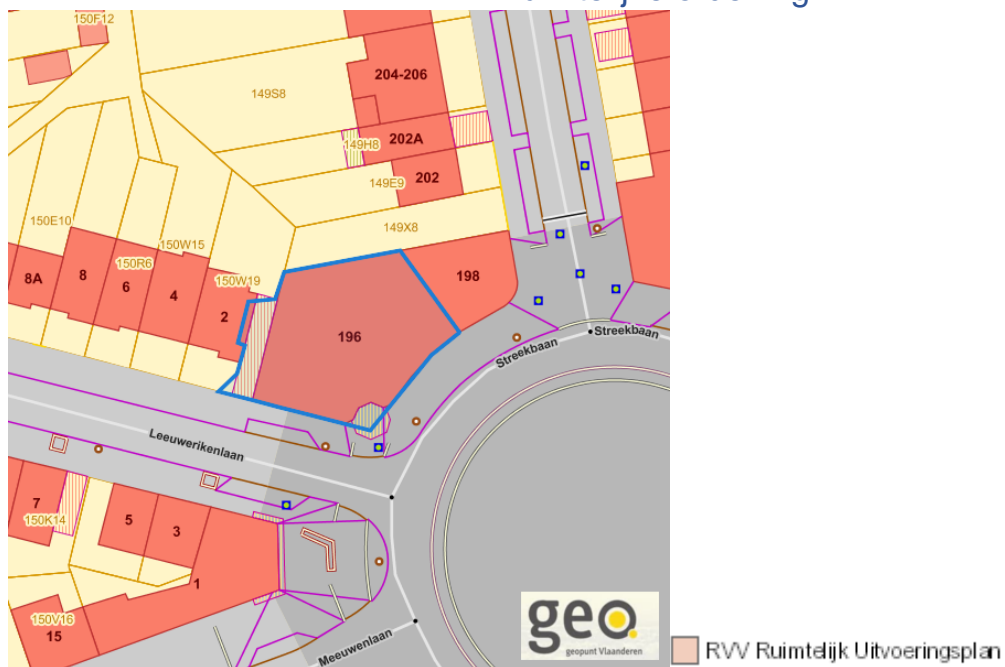 150F12
204-206
149S8
149H8
202A
149E9
202
150E10
149X8
150W15
150R6
8A
8
6
4
150W19
2
198
196
Streekbaan
Streekbaan
Leeuwerikenlaan
7
150K14
5
3
1
150V16
15
Meeuwenlaan
geo.
geopunt Vlaanderen
RVV Ruimtelijk Uitvoeringsplan